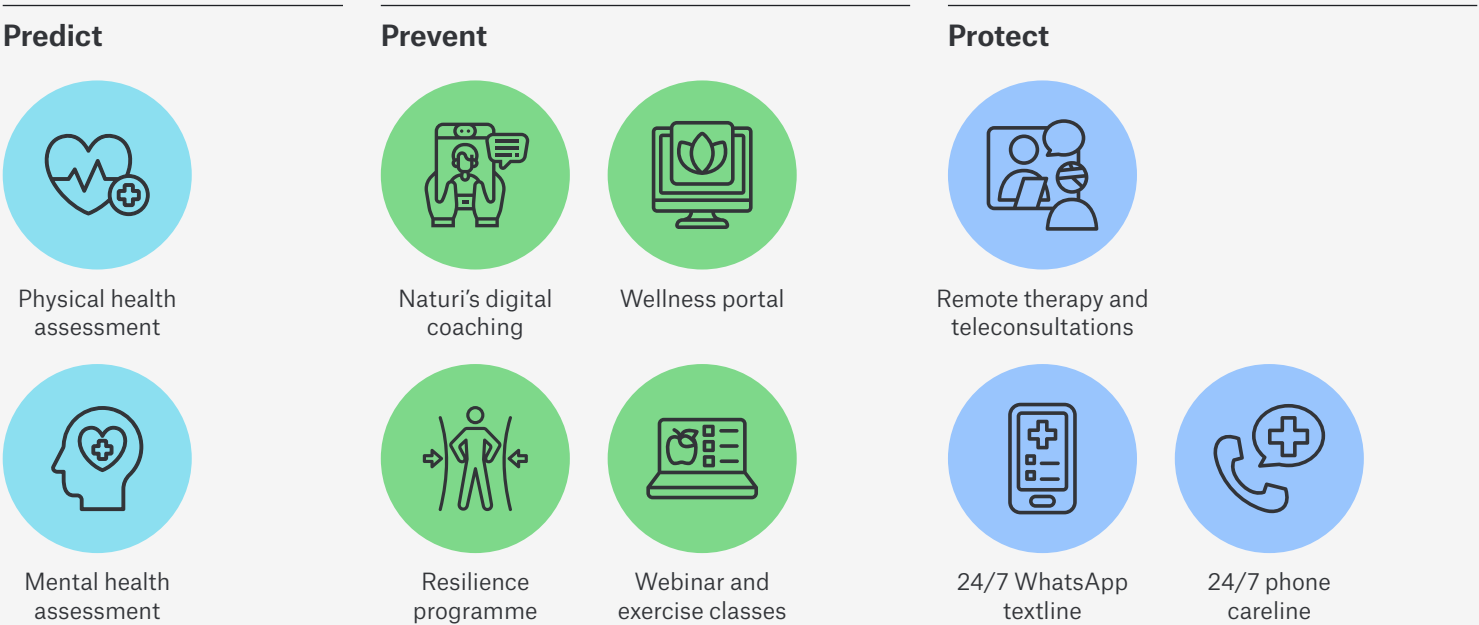 Predict
Physical health
assessment
Mental health
assessment
Prevent
Naturi’s digital
coaching
Wellness portal
Resilience
programme
Webinar and
exercise classes
Protect
Remote therapy and
teleconsultations
24/7 WhatsApp
textline
24/7 phone
careline